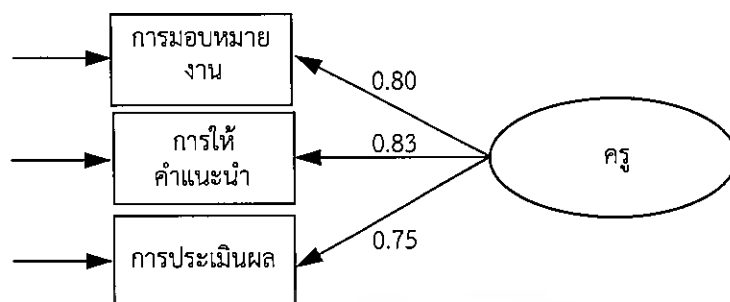 การมอบหมาย
งาน
0.80
การให้
คำแนะนำ
0.83
ครู
การประเมินผล
0.75